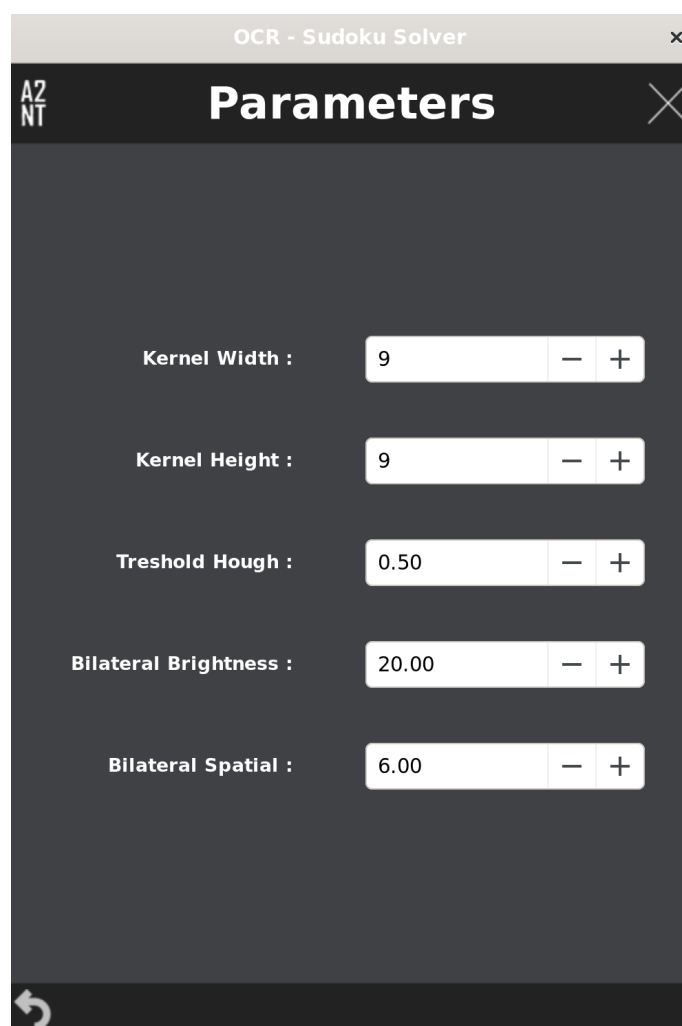 OCR - Sudoku Solver
A2
NT
Parameters
Kernel Width : 9
Kernel Height : 9
Treshold Hough : 0.50
Bilateral Brightness : 20.00
Bilateral Spatial : 6.00